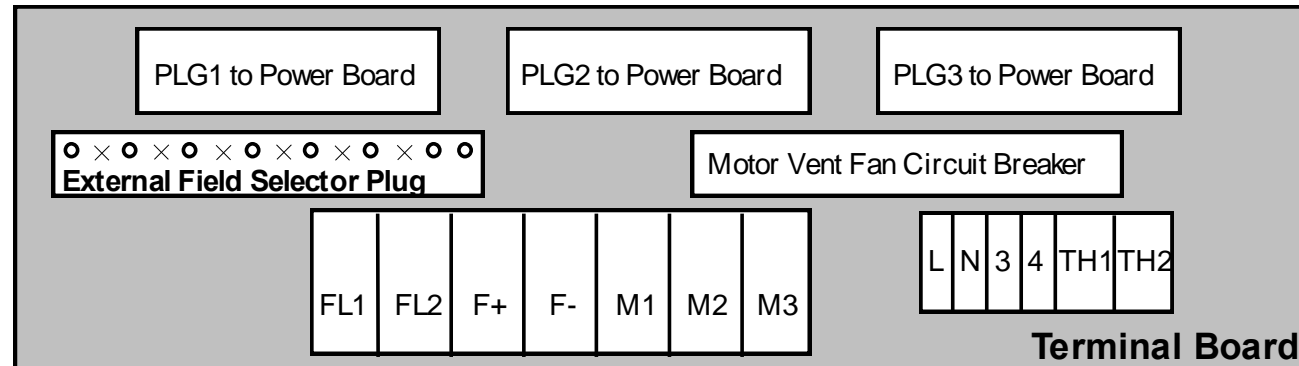 PLG1 to Power Board
PLG2 to Power Board
PLG3 to Power Board
External Field Selector Plug
Motor Vent Fan Circuit Breaker
FL1 FL2 F+ F- M1 M2 M3
L N 3 4 TH1 TH2
Terminal Board